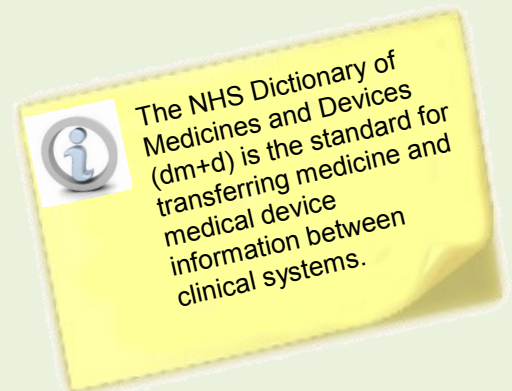 The NHS Dictionary of
Medicines and Devices
(dm+d) is the standard for
transferring medicine and
medical device
information between
clinical systems.